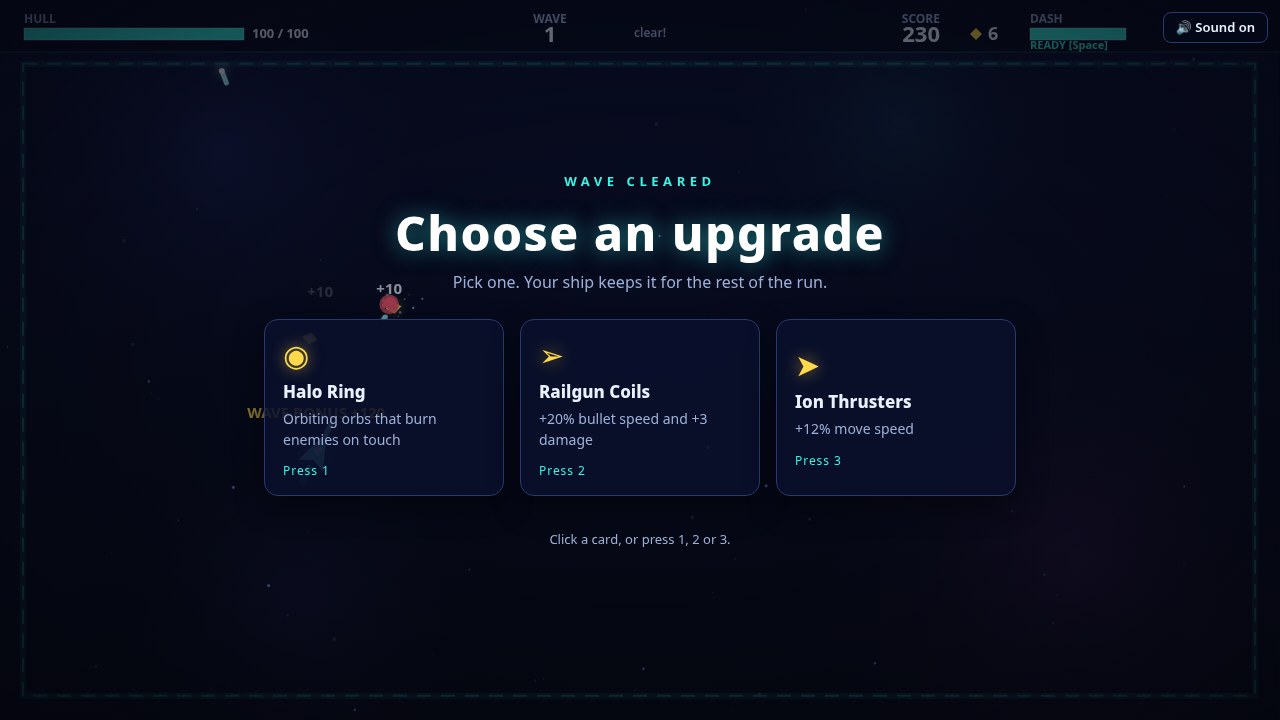 HULL
100 / 100
WAVE
1
clear!
SCORE
230
◆ 6
DASH
READY [Space]
🔊 Sound on
WAVE CLEARED
Choose an upgrade
Pick one. Your ship keeps it for the rest of the run.
+10
+10
Halo Ring
Orbiting orbs that burn
enemies on touch
Press 1
Railgun Coils
+20% bullet speed and +3
damage
Press 2
Ion Thrusters
+12% move speed
Press 3
Click a card, or press 1, 2 or 3.